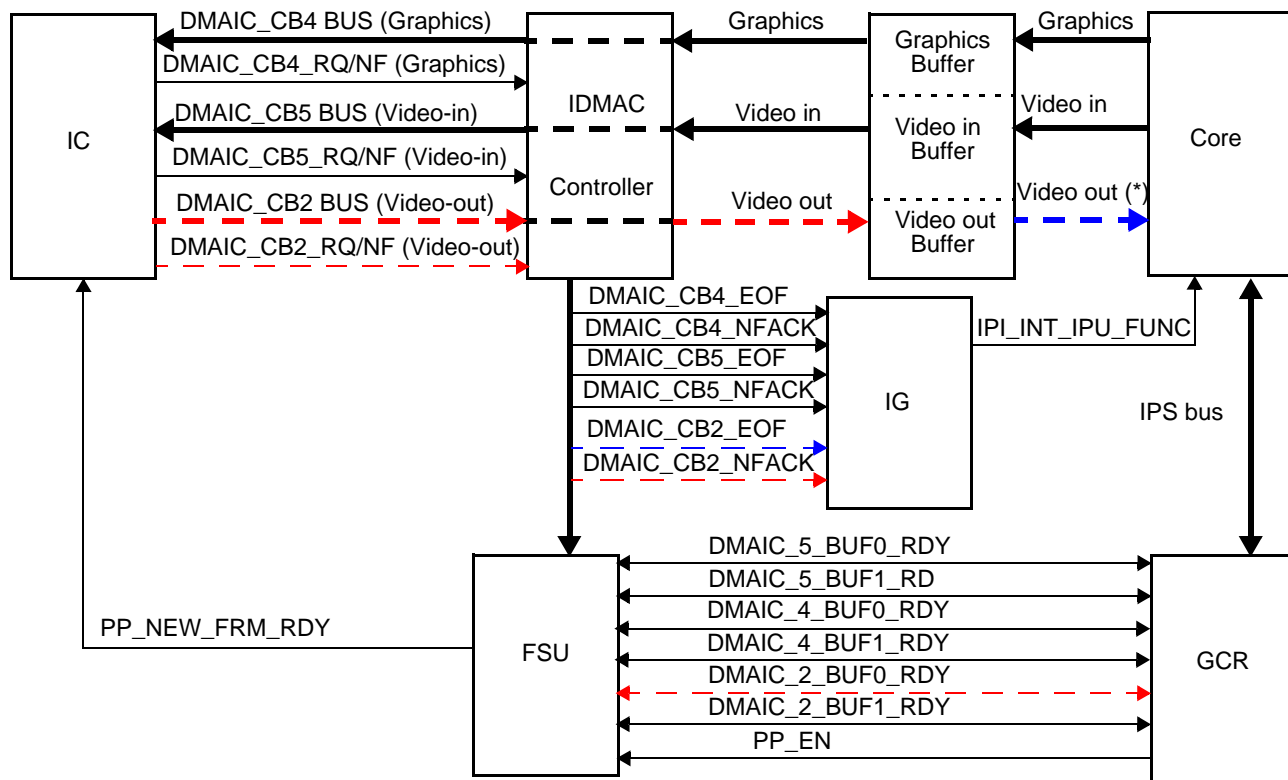 DMAIC_CB4 BUS (Graphics)
Graphics
Graphics
DMAIC_CB4_RQ/NF (Graphics)
Graphics
Buffer
IC
DMAIC_CB5 BUS (Video-in)
IDMAC
Video in
Video in
Buffer
Video in
Core
DMAIC_CB5_RQ/NF (Video-in)
Controller
DMAIC_CB2 BUS (Video-out)
Video out
Video out
Buffer
Video out (*)
DMAIC_CB2_RQ/NF (Video-out)
DMAIC_CB4_EOF
DMAIC_CB4_NFACK
DMAIC_CB5_EOF
DMAIC_CB5_NFACK
DMAIC_CB2_EOF
DMAIC_CB2_NFACK
IG
IPI_INT_IPU_FUNC
IPS bus
PP_NEW_FRM_RDY
FSU
DMAIC_5_BUF0_RDY
DMAIC_5_BUF1_RD
DMAIC_4_BUF0_RDY
DMAIC_4_BUF1_RDY
DMAIC_2_BUF0_RDY
DMAIC_2_BUF1_RDY
PP_EN
GCR